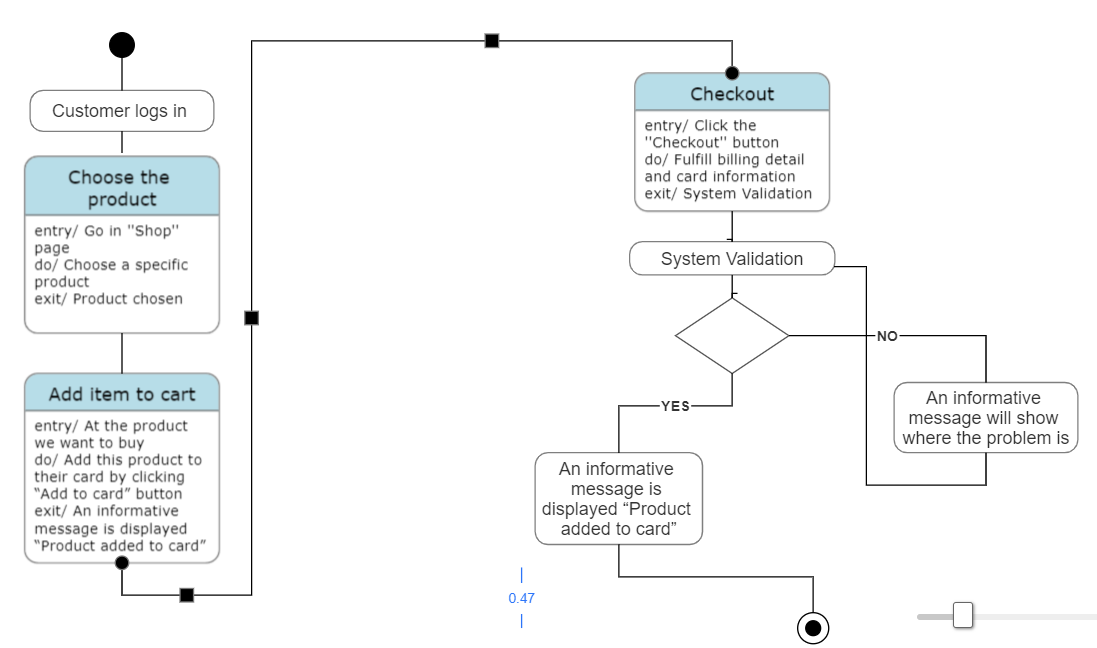 Customer logs in
Choose the
product
entry/ Go in "Shop"
page
do/ Choose a specific
product
exit/ Product chosen
Add item to cart
entry/ At the product
we want to buy
do/ Add this product to
their card by clicking
“Add to card” button
exit/ An informative
message is displayed
“Product added to card”
Checkout
entry/ Click the
"Checkout" button
do/ Fulfill billing detail
and card information
exit/ System Validation
System Validation
NO
An informative
message will show
where the problem is
YES
An informative
message is
displayed “Product
added to card”
0.47